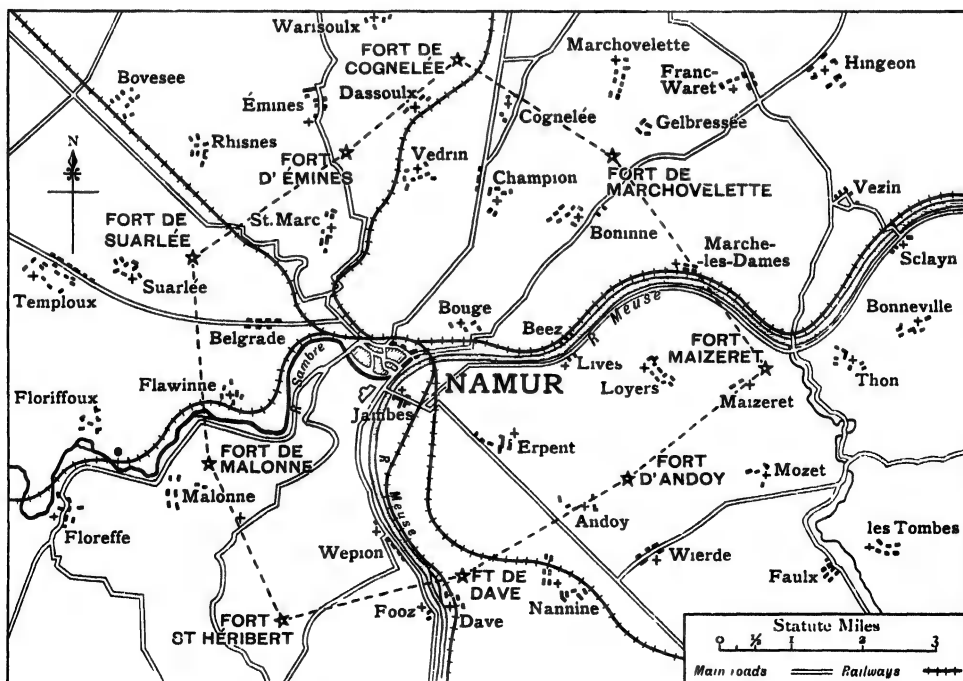 Warisoulx
FORT DE
COGNELÉE
Marchovelette
Hingeon
Bovesee
Franc-
Waret
Émines
Dassoulx
Cognelée
Gelbressée
Rhisnes
N
FORT
D'ÉMINES
Vedrin
Champion
FORT DE
MARCHOVELETTE
Vezin
FORT DE
SUARLÉE
St. Marc
Boninne
Marche-
-les-Dames
Sclayn
Temploux
Suarlée
Bouge
Beez
R Meuse
Bonneville
Belgrade
FORT
MAIZERET
R Sambre
Lives
Flawinne
NAMUR
Loyers
Thon
Floriffoux
Jambes
Maizeret
Erpent
FORT DE
MALONNE
R Meuse
FORT
D'ANDOY
Mozet
Malonne
Andoy
Floreffe
Wepion
Wierde
les Tombes
FT DE
DAVE
Nannine
Faulx
FORT
ST HÉRIBERT
Fooz
Dave
Statute Miles
0 ½ 1 2 3
Main roads Railways